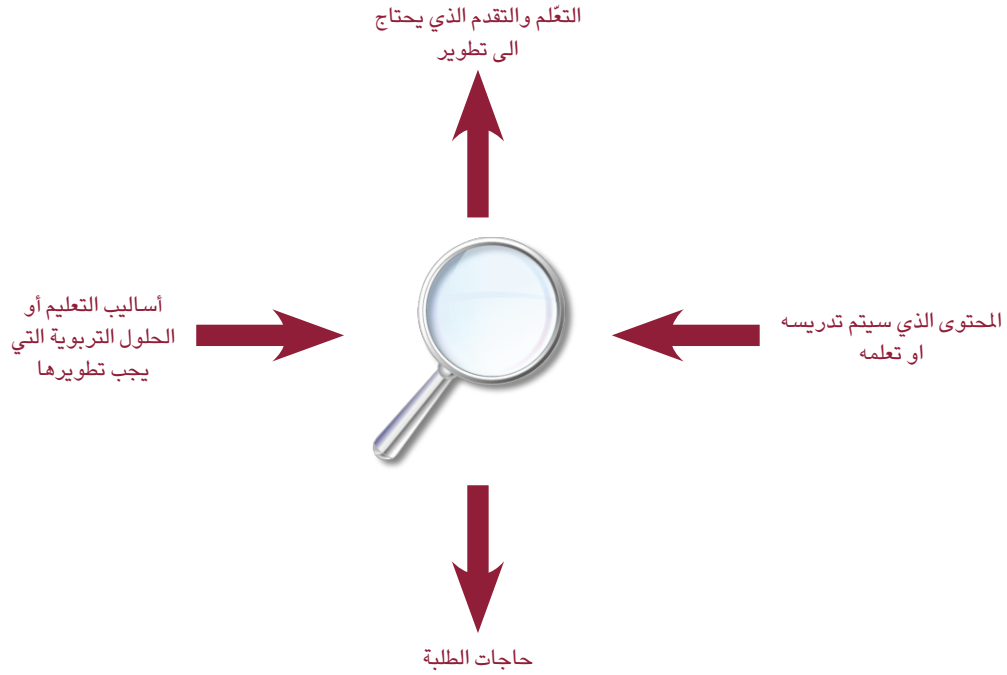 التعّلم والتقدم الذي يحتاج
الى تطوير
المحتوى الذي سيتم تدريسه
او تعلمه
أساليب التعليم أو
الحلول التربوية التي
يجب تطويرها
حاجات الطلبة